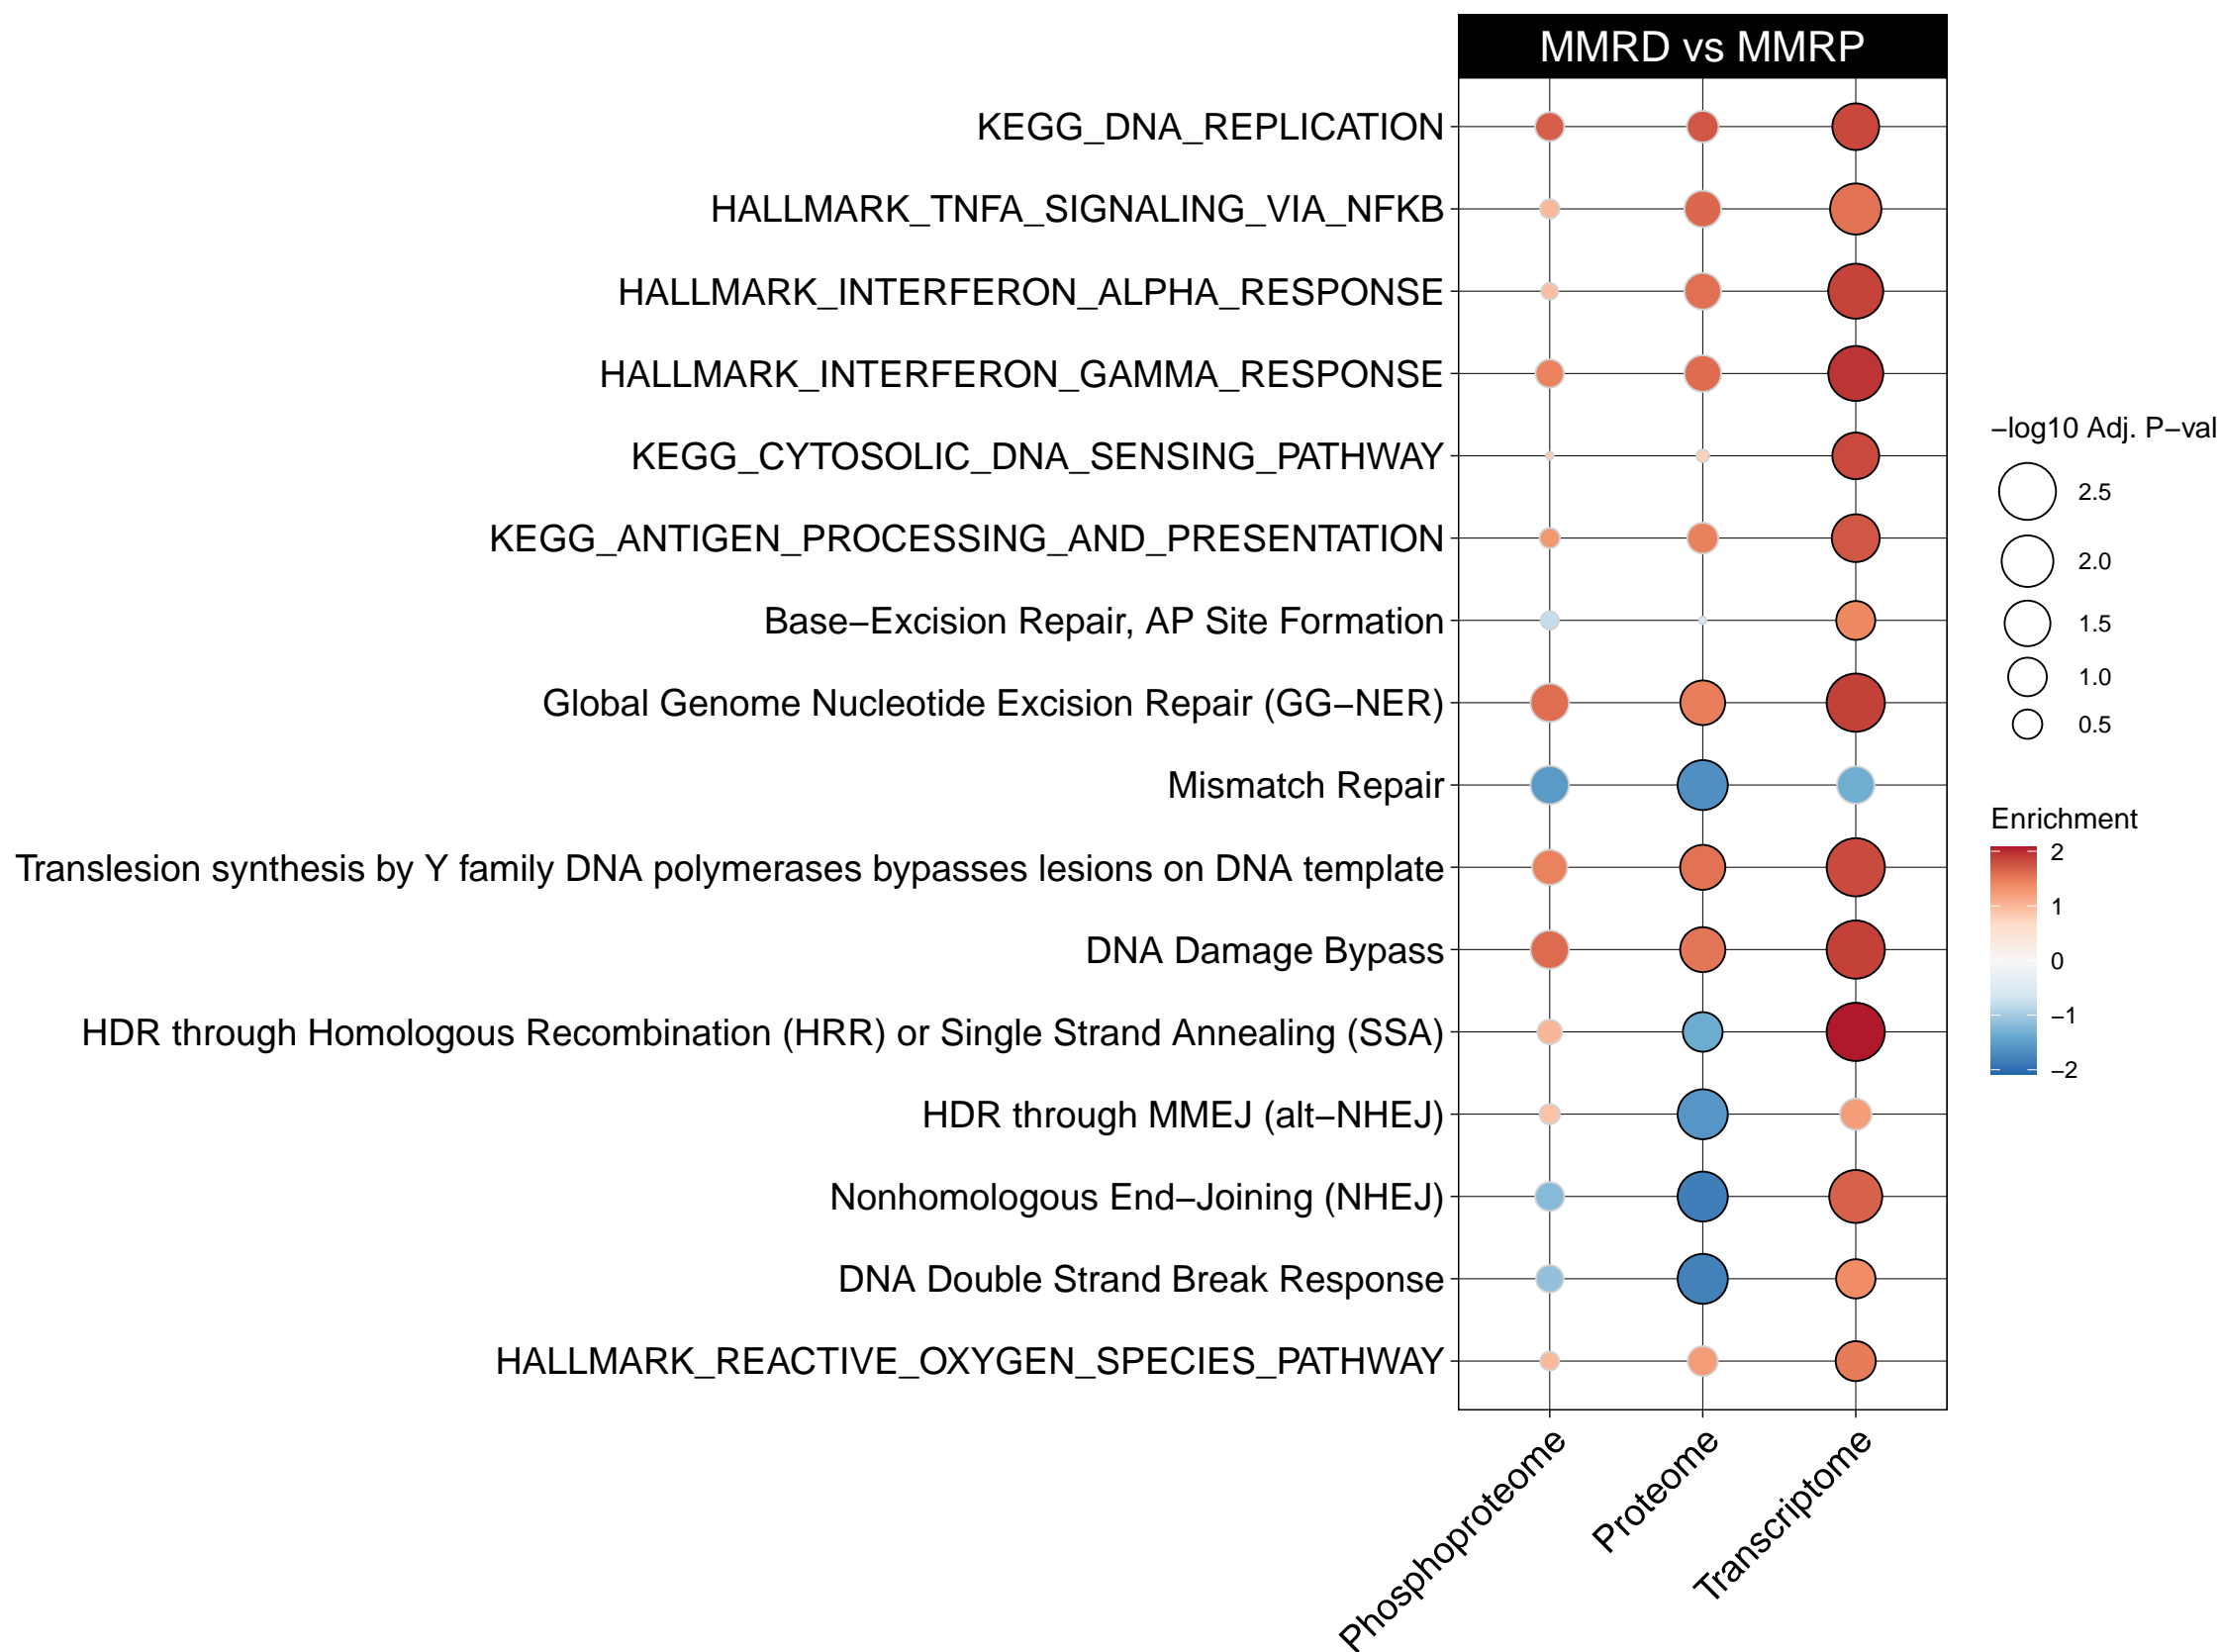 MMRD vs MMRP
KEGG_DNA_REPLICATION
HALLMARK_TNFA_SIGNALING_VIA_NFKB
HALLMARK_INTERFERON_ALPHA_RESPONSE
HALLMARK_INTERFERON_GAMMA_RESPONSE
KEGG_CYTOSOLIC_DNA_SENSING_PATHWAY
KEGG_ANTIGEN_PROCESSING_AND_PRESENTATION
Base−Excision Repair, AP Site Formation
Global Genome Nucleotide Excision Repair (GG−NER)
Mismatch Repair
Translesion synthesis by Y family DNA polymerases bypasses lesions on DNA template
DNA Damage Bypass
HDR through Homologous Recombination (HRR) or Single Strand Annealing (SSA)
HDR through MMEJ (alt−NHEJ)
Nonhomologous End−Joining (NHEJ)
DNA Double Strand Break Response
HALLMARK_REACTIVE_OXYGEN_SPECIES_PATHWAY
Phosphoproteome
Proteome
Transcriptome
−log10 Adj. P−val
2.5
2.0
1.5
1.0
0.5
Enrichment
2
1
0
−1
−2